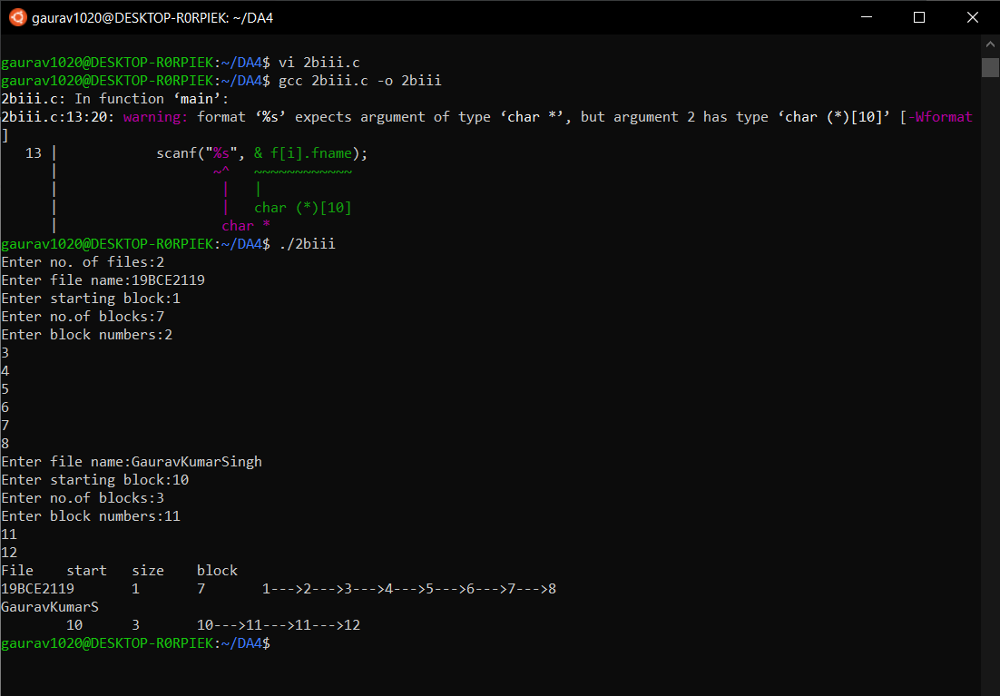 gaurav1020@DESKTOP-R0RPIEK: ~/DA4
gaurav1020@DESKTOP-R0RPIEK:~/DA4$ vi 2biii.c
gaurav1020@DESKTOP-R0RPIEK:~/DA4$ gcc 2biii.c -o 2biii
2biii.c: In function ‘main’:
2biii.c:13:20: warning: format ‘%s’ expects argument of type ‘char *’, but argument 2 has type ‘char (*)[10]’ [-Wformat
]
   13 |             scanf("%s", & f[i].fname);
      |                    ~^   ~~~~~~~~~~~~
      |                     |   |
      |                     |   char (*)[10]
      |                     char *
gaurav1020@DESKTOP-R0RPIEK:~/DA4$ ./2biii
Enter no. of files:2
Enter file name:19BCE2119
Enter starting block:1
Enter no.of blocks:7
Enter block numbers:2
3
4
5
6
7
8
Enter file name:GauravKumarSingh
Enter starting block:10
Enter no.of blocks:3
Enter block numbers:11
11
12
File    start   size    block
19BCE2119       1       7       1--->2--->3--->4--->5--->6--->7--->8
GauravKumarS
        10      3       10--->11--->11--->12
gaurav1020@DESKTOP-R0RPIEK:~/DA4$